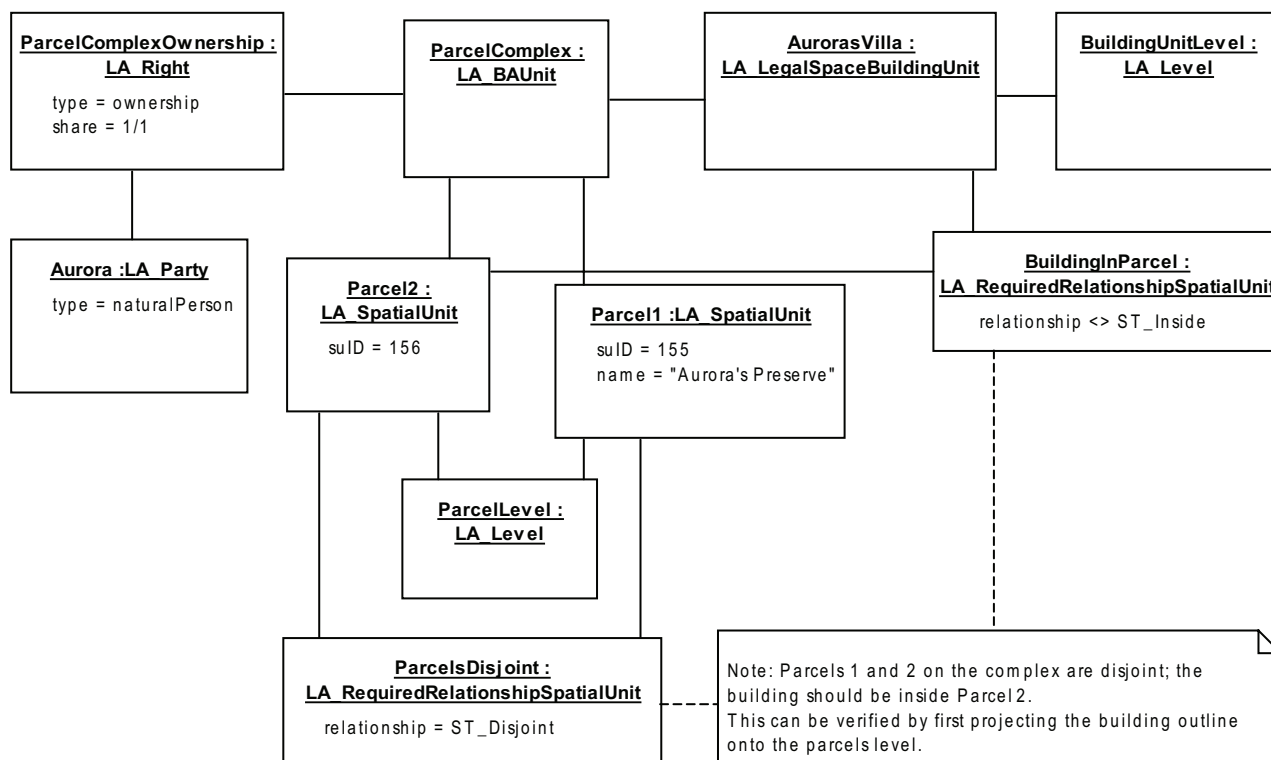 ParcelComplexOwnership :
LA_Right
type = ownership
share = 1/1
ParcelComplex :
LA_BAUnit
AurorasVilla :
LA_LegalSpaceBuildingUnit
BuildingUnitLevel :
LA_Level
Aurora :LA_Party
type = naturalPerson
Parcel2 :
LA_SpatialUnit
suID = 156
Parcel1 :LA_SpatialUnit
suID = 155
name = "Aurora's Preserve"
BuildingInParcel :
LA_RequiredRelationshipSpatialUnit
relationship <> ST_Inside
ParcelLevel :
LA_Level
ParcelsDisjoint :
LA_RequiredRelationshipSpatialUnit
relationship = ST_Disjoint
Note: Parcels 1 and 2 on the complex are disjoint; the
building should be inside Parcel 2.
This can be verified by first projecting the building outline
onto the parcels level.